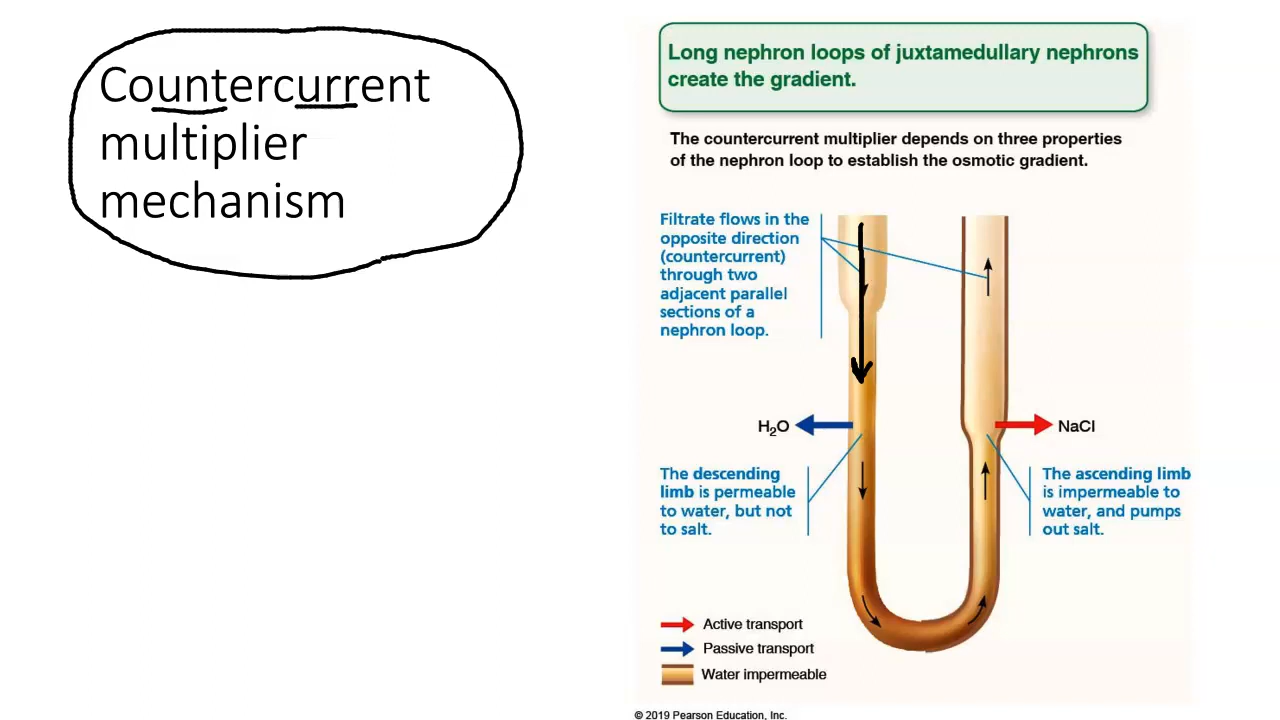 Countercurrent
multiplier
mechanism
Long nephron loops of juxtamedullary nephrons
create the gradient.
The countercurrent multiplier depends on three properties
of the nephron loop to establish the osmotic gradient.
Filtrate flows in the
opposite direction
(countercurrent)
through two
adjacent parallel
sections of a
nephron loop.
H₂O
NaCl
The descending
limb is permeable
to water, but not
to salt.
The ascending limb
is impermeable to
water, and pumps
out salt.
Active transport
Passive transport
Water impermeable
© 2019 Pearson Education, Inc.